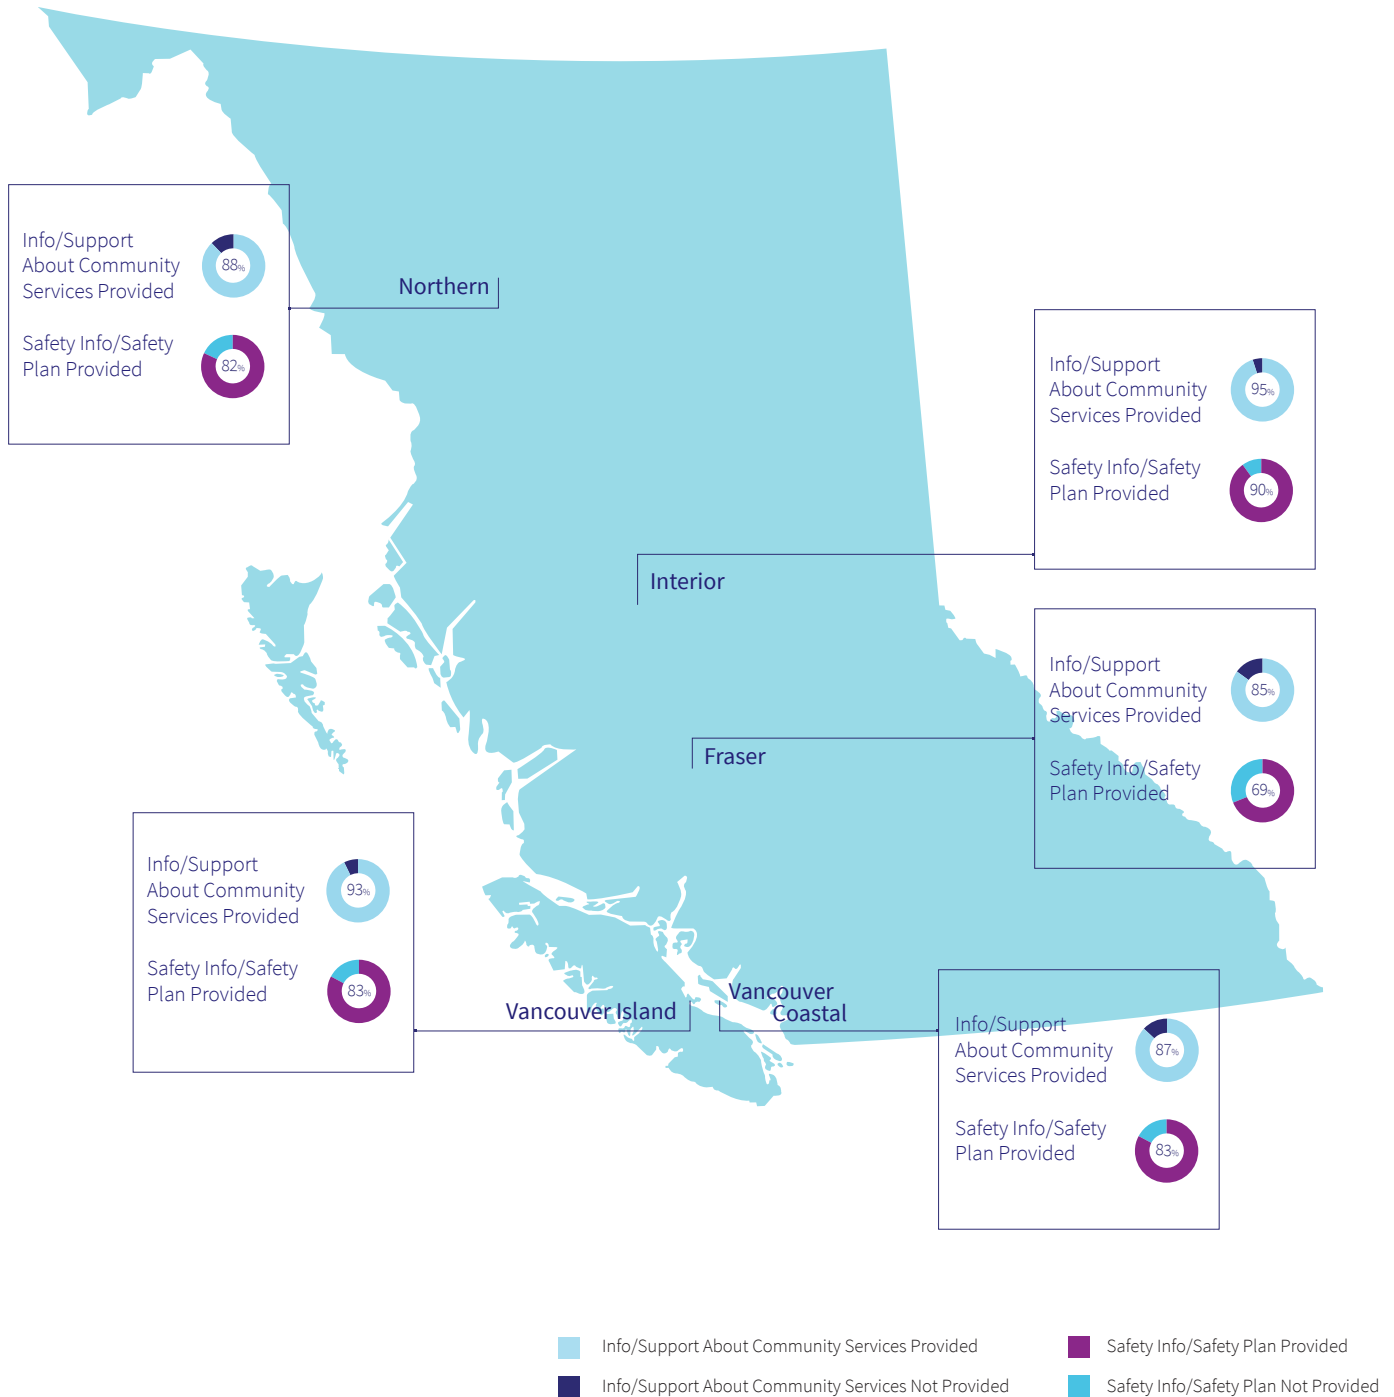 Info/Support
About Community
Services Provided
88%
Safety Info/Safety
Plan Provided
82%
Northern
Info/Support
About Community
Services Provided
95%
Safety Info/Safety
Plan Provided
90%
Interior
Info/Support
About Community
Services Provided
85%
Safety Info/Safety
Plan Provided
69%
Fraser
Info/Support
About Community
Services Provided
93%
Safety Info/Safety
Plan Provided
83%
Vancouver Island
Vancouver
Coastal
Info/Support
About Community
Services Provided
87%
Safety Info/Safety
Plan Provided
83%
Info/Support About Community Services Provided
Safety Info/Safety Plan Provided
Info/Support About Community Services Not Provided
Safety Info/Safety Plan Not Provided